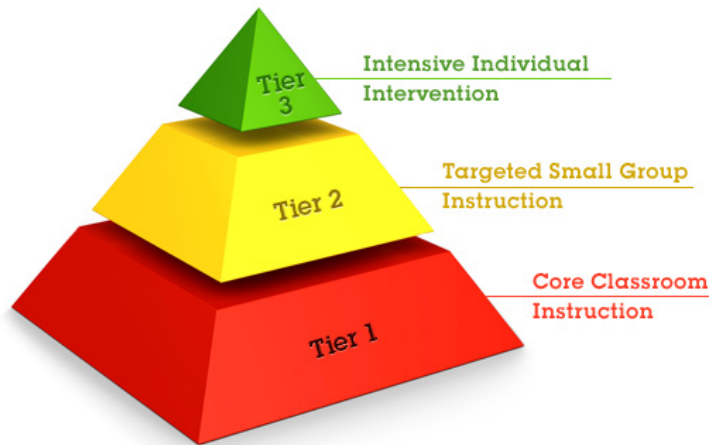 Tier
3
Intensive Individual
Intervention
Tier 2
Targeted Small Group
Instruction
Tier 1
Core Classroom
Instruction